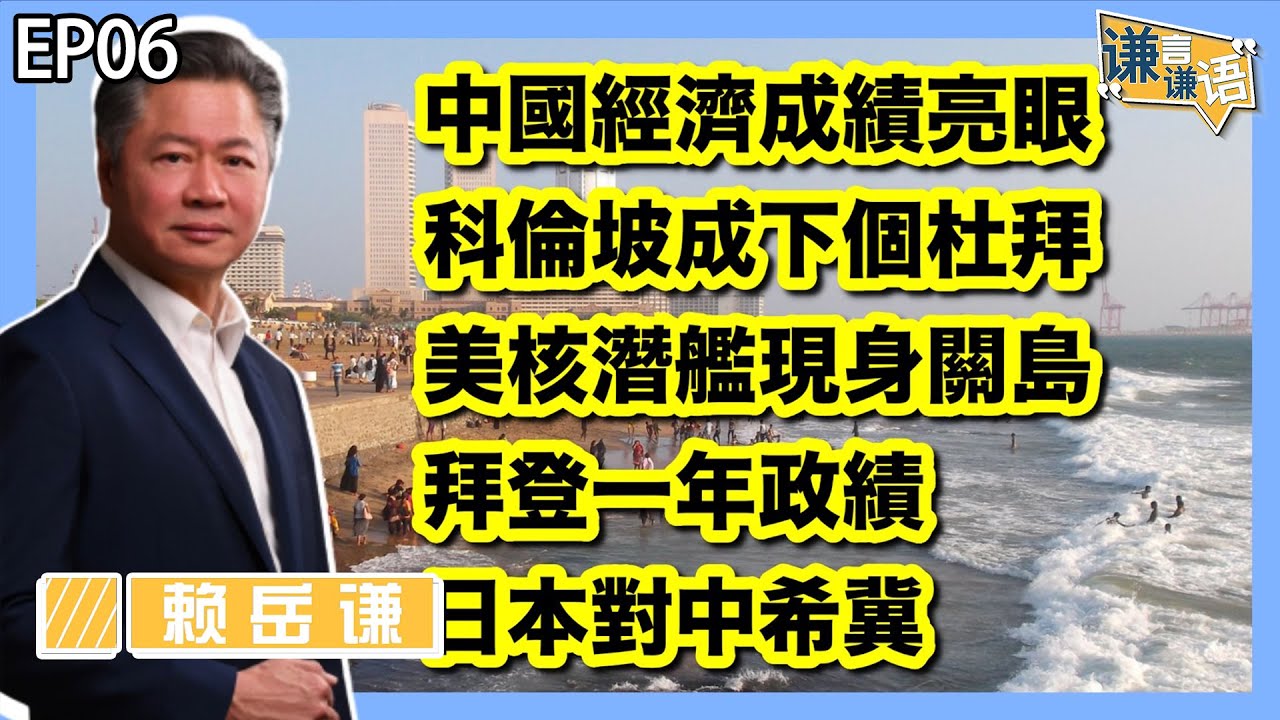 EP06
谦言谦语
中國經濟成績亮眼
科倫坡成下個杜拜
美核潛艦現身關島
拜登一年政績
日本對中希冀
赖岳谦